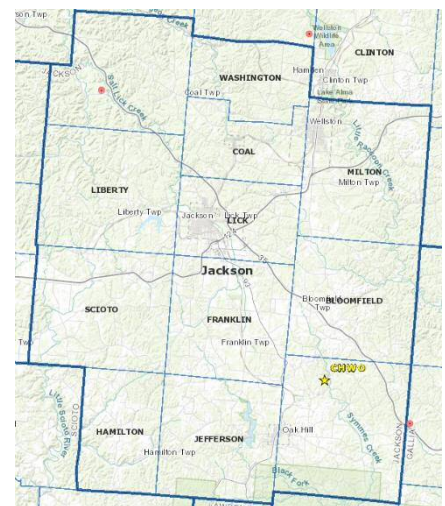 Wellston
Wildlife
Area
CLINTON
JACKSON
Hamden
Clinton Twp
WASHINGTON
Coal Twp
Salt Lick Creek
Lake Alma
Wellston
Little Raccoon Creek
COAL
MILTON
Milton Twp
LIBERTY
Liberty Twp
Jackson
Lick Twp
LICK
Jackson
SCIOTO
BLOOMFIELD
Bloomfield
Twp
FRANKLIN
Franklin Twp
CHWO
Little Scioto River
SCIOTO
Symmes Creek
JACKSON
GALLIA
HAMILTON
Hamilton Twp
JEFFERSON
Oak Hill
Black Fork